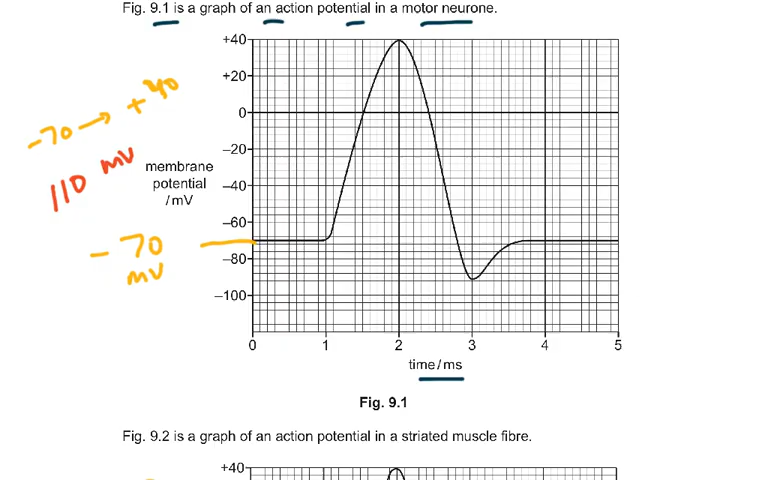 Fig. 9.1 is a graph of an action potential in a motor neurone.
+40
+20
0
–20
–40
–60
–80
–100
membrane
potential
/mV
-70 → +40
110 mV
- 70
mV
0 1 2 3 4 5
time/ms
Fig. 9.1
Fig. 9.2 is a graph of an action potential in a striated muscle fibre.
+40